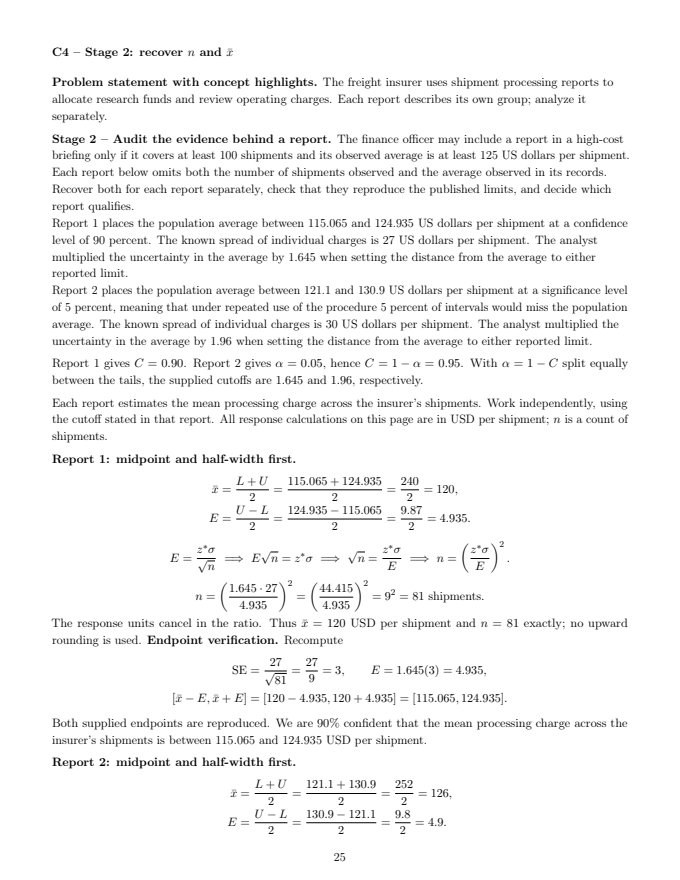 C4 – Stage 2: recover n and x̄
Problem statement with concept highlights. The freight insurer uses shipment processing reports to
allocate research funds and review operating charges. Each report describes its own group; analyze it
separately.
Stage 2 – Audit the evidence behind a report. The finance officer may include a report in a high-cost
briefing only if it covers at least 100 shipments and its observed average is at least 125 US dollars per shipment.
Each report below omits both the number of shipments observed and the average observed in its records.
Recover both for each report separately, check that they reproduce the published limits, and decide which
report qualifies.
Report 1 places the population average between 115.065 and 124.935 US dollars per shipment at a confidence
level of 90 percent. The known spread of individual charges is 27 US dollars per shipment. The analyst
multiplied the uncertainty in the average by 1.645 when setting the distance from the average to either
reported limit.
Report 2 places the population average between 121.1 and 130.9 US dollars per shipment at a significance level
of 5 percent, meaning that under repeated use of the procedure 5 percent of intervals would miss the population
average. The known spread of individual charges is 30 US dollars per shipment. The analyst multiplied the
uncertainty in the average by 1.96 when setting the distance from the average to either reported limit.
Report 1 gives C = 0.90. Report 2 gives α = 0.05, hence C = 1 − α = 0.95. With α = 1 − C split equally
between the tails, the supplied cutoffs are 1.645 and 1.96, respectively.
Each report estimates the mean processing charge across the insurer's shipments. Work independently, using
the cutoff stated in that report. All response calculations on this page are in USD per shipment; n is a count of
shipments.
Report 1: midpoint and half-width first.
x̄ = (L + U)/2 = (115.065 + 124.935)/2 = 240/2 = 120,
E = (U − L)/2 = (124.935 − 115.065)/2 = 9.87/2 = 4.935.
E = z*σ/√n ⟹ E√n = z*σ ⟹ √n = z*σ/E ⟹ n = (z*σ/E)².
n = (1.645 · 27/4.935)² = (44.415/4.935)² = 9² = 81 shipments.
The response units cancel in the ratio. Thus x̄ = 120 USD per shipment and n = 81 exactly; no upward
rounding is used. Endpoint verification. Recompute
SE = 27/√81 = 27/9 = 3, E = 1.645(3) = 4.935,
[x̄ − E, x̄ + E] = [120 − 4.935, 120 + 4.935] = [115.065, 124.935].
Both supplied endpoints are reproduced. We are 90% confident that the mean processing charge across the
insurer's shipments is between 115.065 and 124.935 USD per shipment.
Report 2: midpoint and half-width first.
x̄ = (L + U)/2 = (121.1 + 130.9)/2 = 252/2 = 126,
E = (U − L)/2 = (130.9 − 121.1)/2 = 9.8/2 = 4.9.
25